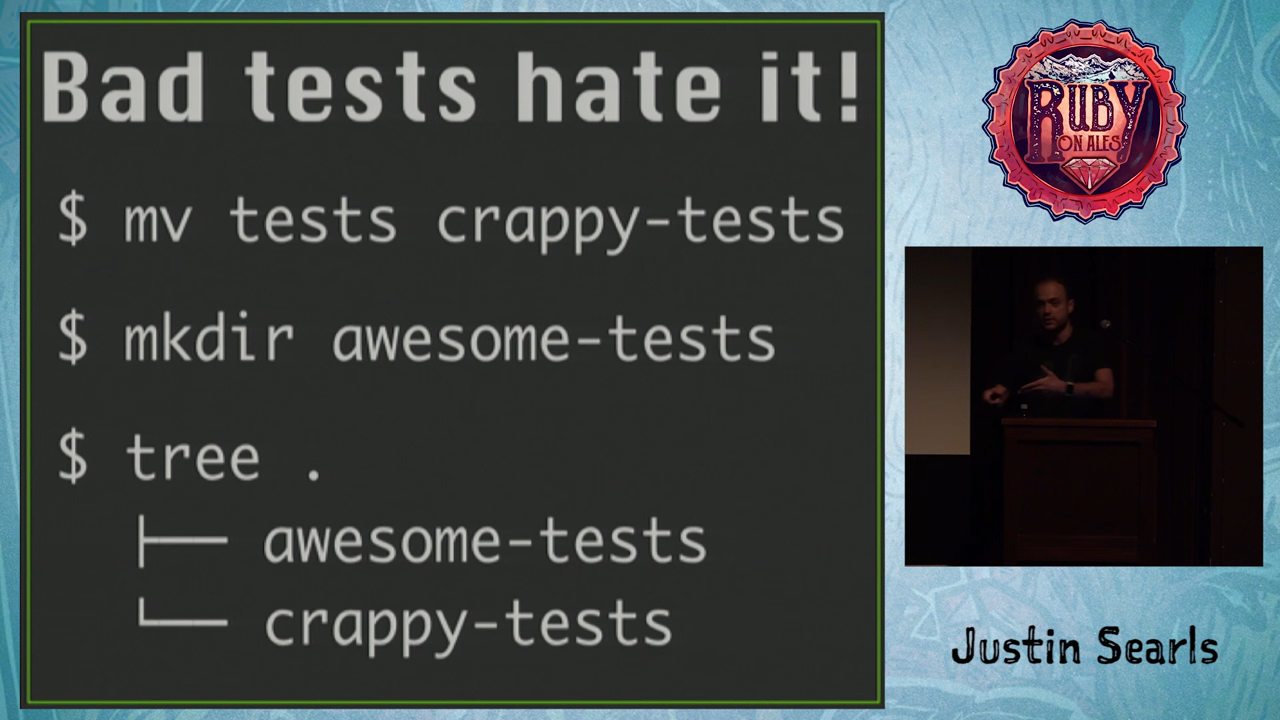 Bad tests hate it!
$ mv tests crappy-tests
$ mkdir awesome-tests
$ tree .
├── awesome-tests
└── crappy-tests
RUBY
ON ALES
Justin Searls